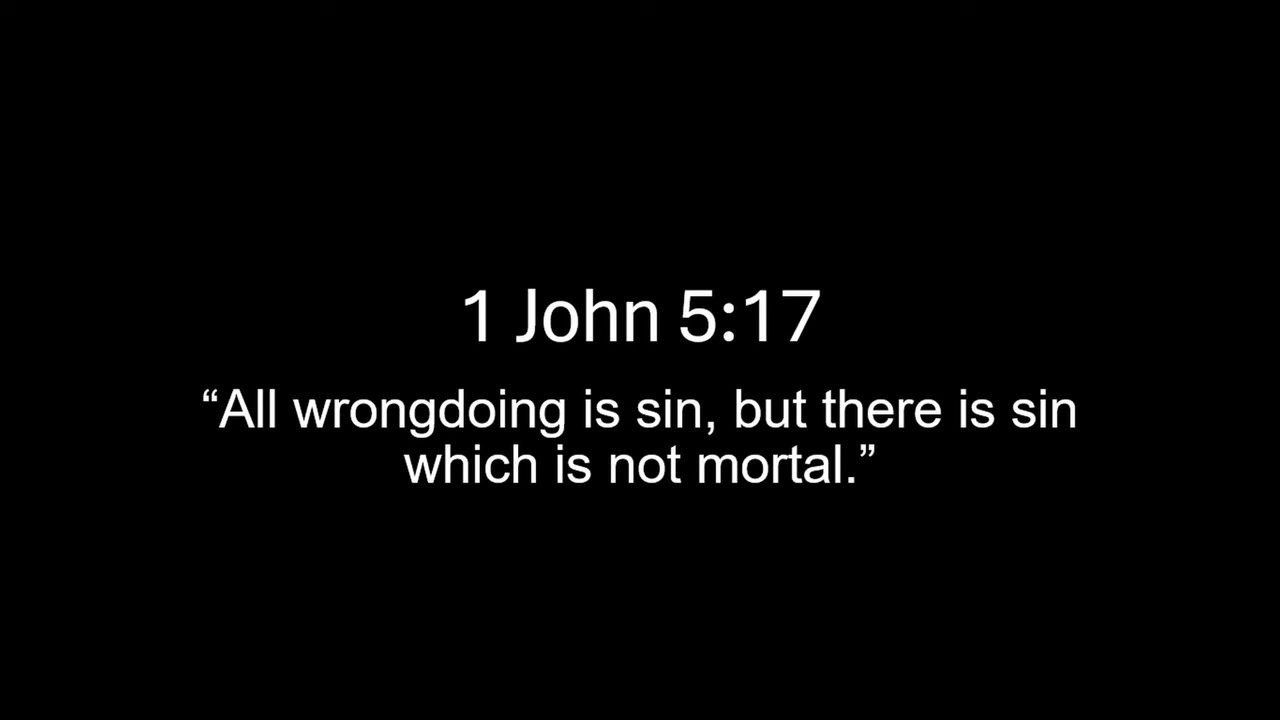 1 John 5:17
“All wrongdoing is sin, but there is sin
which is not mortal.”